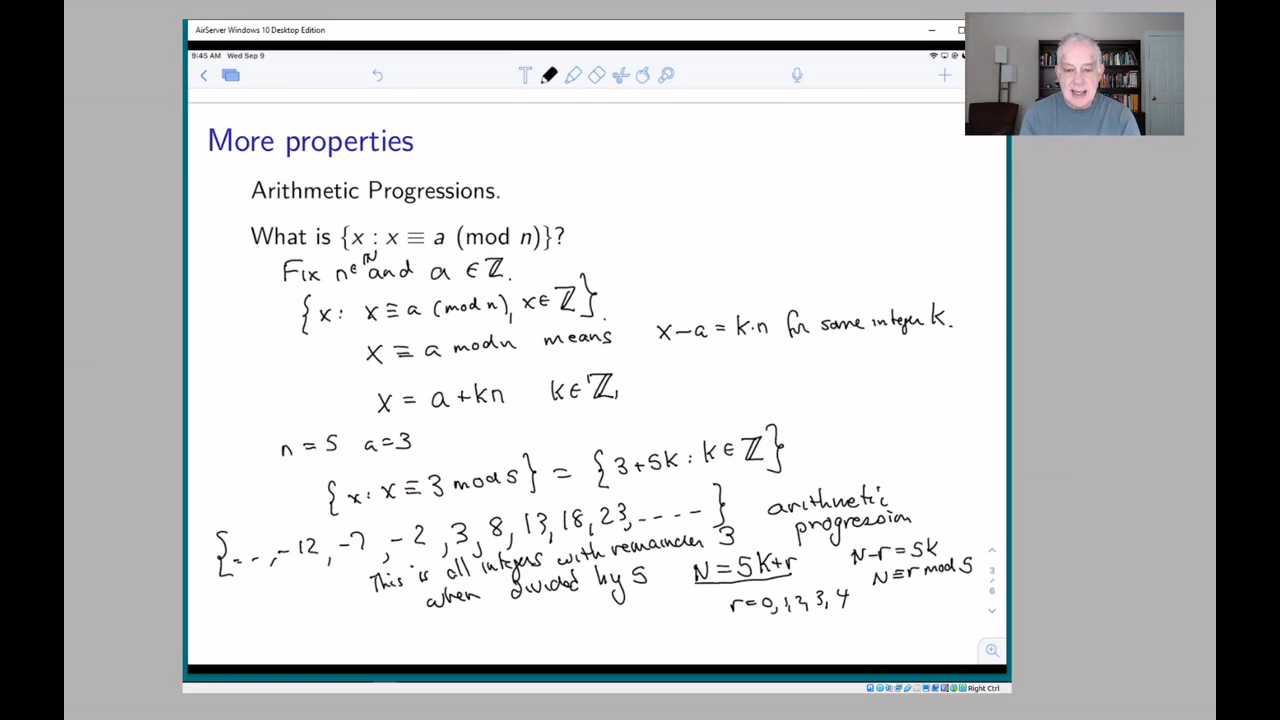 AirServer Windows 10 Desktop Edition
9:45 AM Wed Sep 9
More properties
Arithmetic Progressions.
What is {x : x ≡ a (mod n)}?
Fix n ∈ ℕ and a ∈ ℤ.
{x : x ≡ a (mod n), x ∈ ℤ}.
x ≡ a mod n means x − a = k·n for some integer k.
x = a + kn k ∈ ℤ,
n = 5 a = 3
{x : x ≡ 3 mod 5} = {3 + 5k : k ∈ ℤ}
{..., −12, −7, −2, 3, 8, 13, 18, 23, ....} arithmetic progression
This is all integers with remainder 3
when divided by 5
N = 5k + r
r = 0, 1, 2, 3, 4
N − r = 5k
N ≡ r mod 5
3
/
6
Right Ctrl